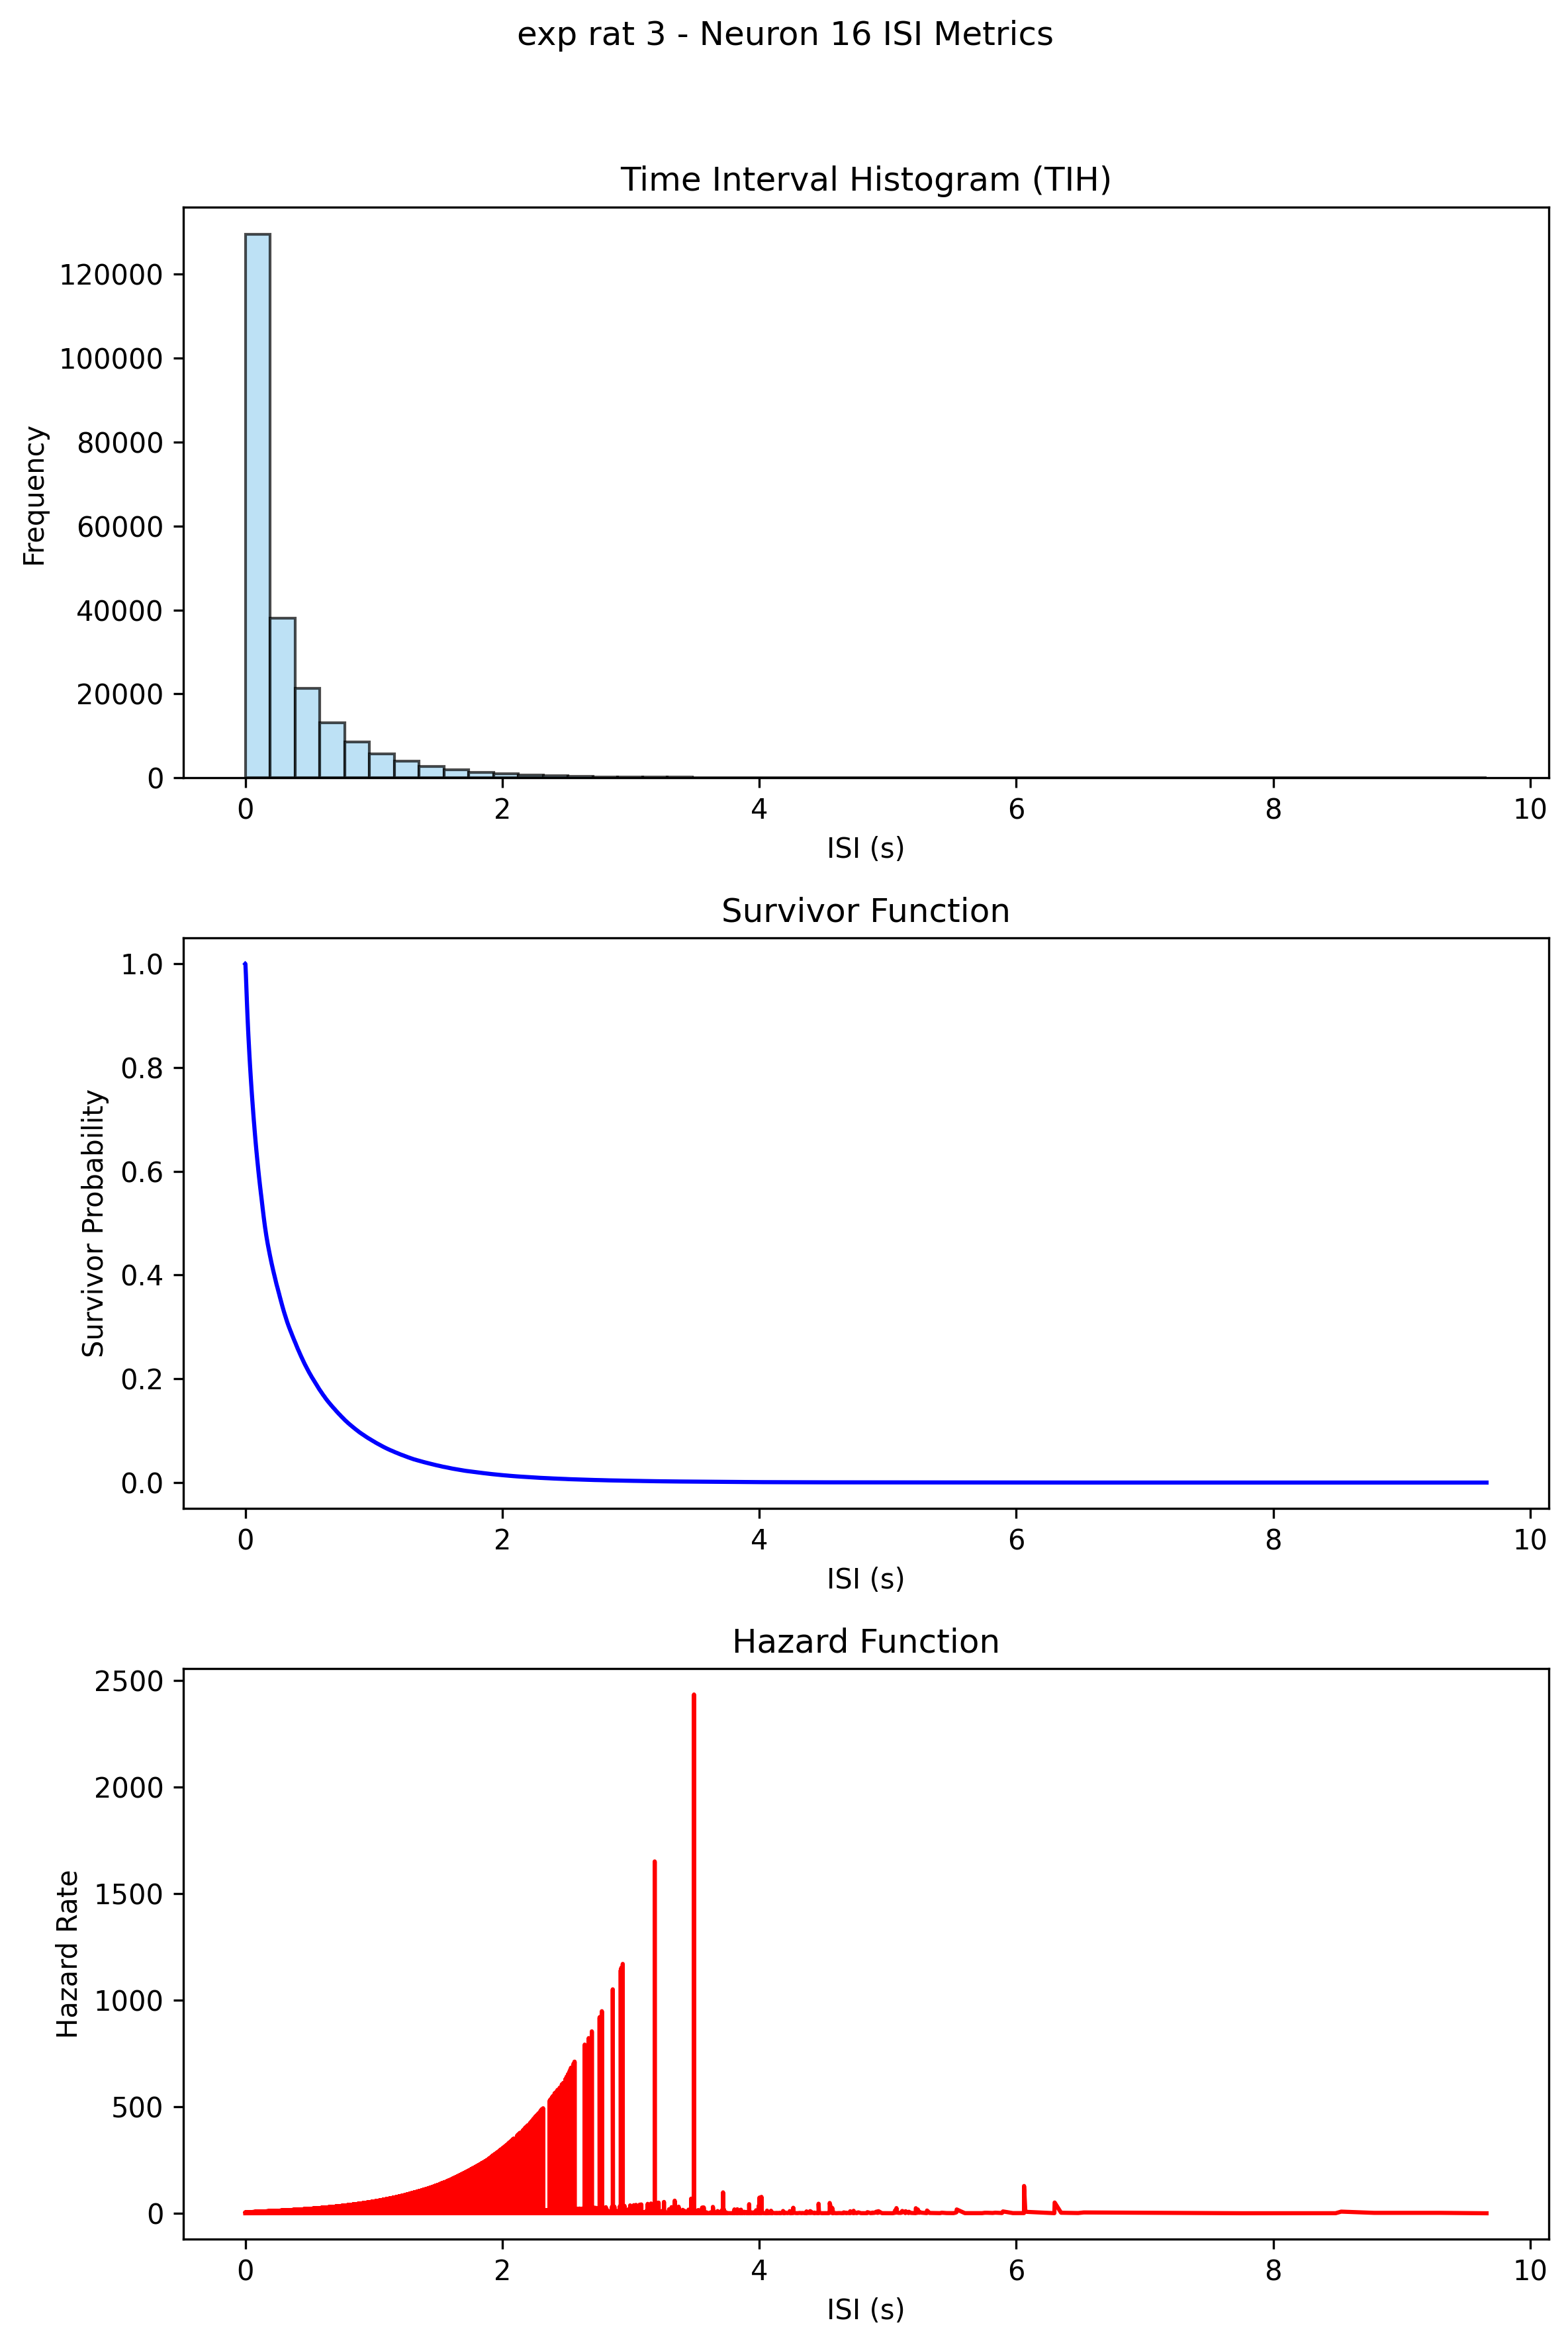 exp rat 3 - Neuron 16 ISI Metrics
Time Interval Histogram (TIH)
Frequency
120000
100000
80000
60000
40000
20000
0
0 2 4 6 8 10
ISI (s)
Survivor Function
Survivor Probability
1.0
0.8
0.6
0.4
0.2
0.0
0 2 4 6 8 10
ISI (s)
Hazard Function
Hazard Rate
2500
2000
1500
1000
500
0
0 2 4 6 8 10
ISI (s)